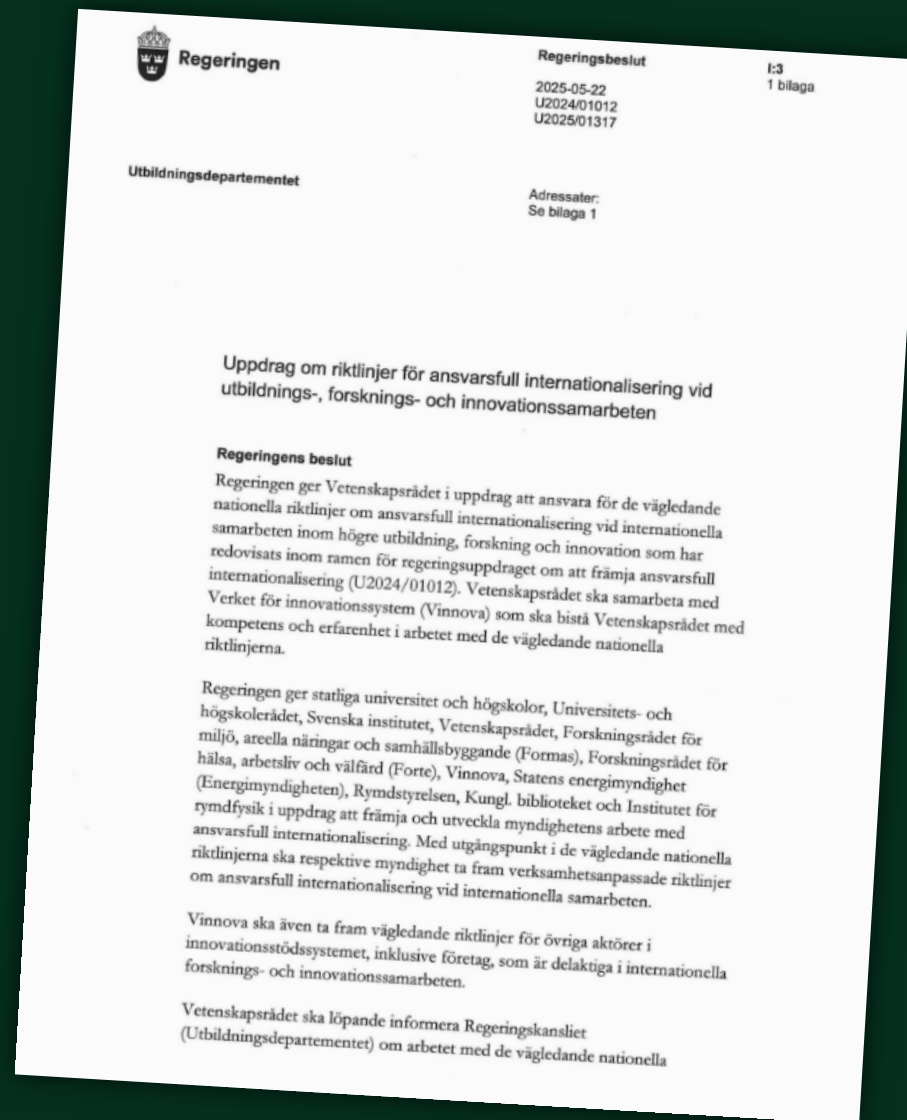 Regeringen
Regeringsbeslut
I:3
1 bilaga
2025-05-22
U2024/01012
U2025/01317
Utbildningsdepartementet
Adressater:
Se bilaga 1
Uppdrag om riktlinjer för ansvarsfull internationalisering vid
utbildnings-, forsknings- och innovationssamarbeten
Regeringens beslut
Regeringen ger Vetenskapsrådet i uppdrag att ansvara för de vägledande
nationella riktlinjer om ansvarsfull internationalisering vid internationella
samarbeten inom högre utbildning, forskning och innovation som har
redovisats inom ramen för regeringsuppdraget om att främja ansvarsfull
internationalisering (U2024/01012). Vetenskapsrådet ska samarbeta med
Verket för innovationssystem (Vinnova) som ska bistå Vetenskapsrådet med
kompetens och erfarenhet i arbetet med de vägledande nationella
riktlinjerna.
Regeringen ger statliga universitet och högskolor, Universitets- och
högskolerådet, Svenska institutet, Vetenskapsrådet, Forskningsrådet för
miljö, areella näringar och samhällsbyggande (Formas), Forskningsrådet för
hälsa, arbetsliv och välfärd (Forte), Vinnova, Statens energimyndighet
(Energimyndigheten), Rymdstyrelsen, Kungl. biblioteket och Institutet för
rymdfysik i uppdrag att främja och utveckla myndighetens arbete med
ansvarsfull internationalisering. Med utgångspunkt i de vägledande nationella
riktlinjerna ska respektive myndighet ta fram verksamhetsanpassade riktlinjer
om ansvarsfull internationalisering vid internationella samarbeten.
Vinnova ska även ta fram vägledande riktlinjer för övriga aktörer i
innovationsstödssystemet, inklusive företag, som är delaktiga i internationella
forsknings- och innovationssamarbeten.
Vetenskapsrådet ska löpande informera Regeringskansliet
(Utbildningsdepartementet) om arbetet med de vägledande nationella